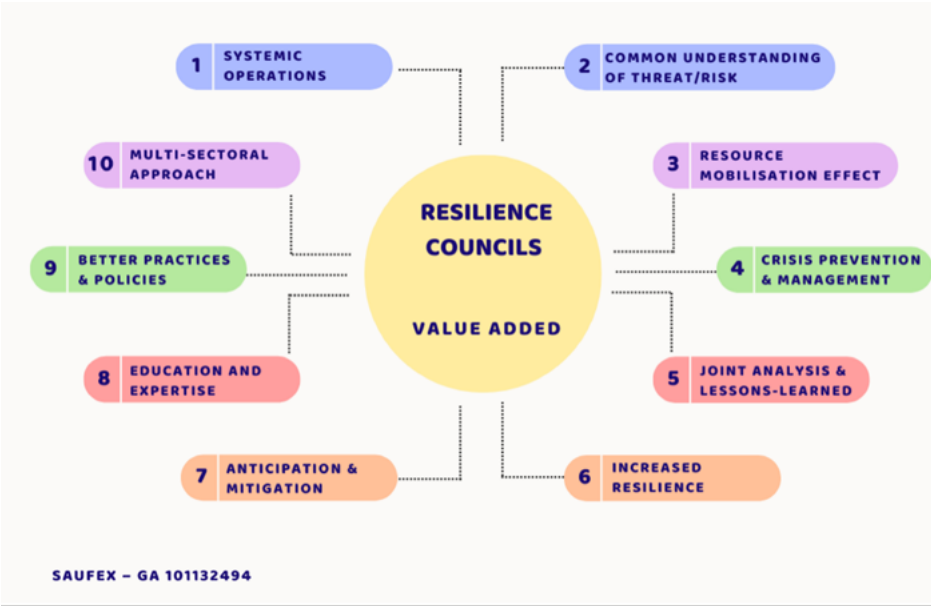 1 SYSTEMIC
OPERATIONS
2 COMMON UNDERSTANDING
OF THREAT/RISK
10 MULTI-SECTORAL
APPROACH
3 RESOURCE
MOBILISATION EFFECT
RESILIENCE
COUNCILS
VALUE ADDED
9 BETTER PRACTICES
& POLICIES
4 CRISIS PREVENTION
& MANAGEMENT
8 EDUCATION AND
EXPERTISE
5 JOINT ANALYSIS &
LESSONS-LEARNED
7 ANTICIPATION &
MITIGATION
6 INCREASED
RESILIENCE
SAUFEX – GA 101132494